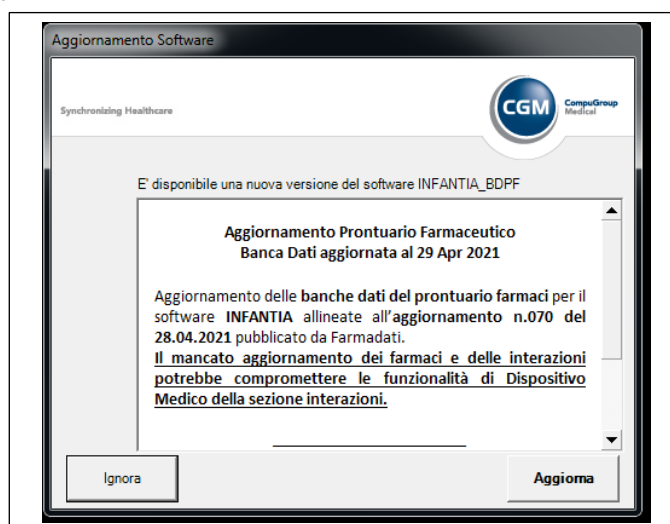 Aggiornamento Software
Synchronizing Healthcare
CGM
CompuGroup
Medical
E' disponibile una nuova versione del software INFANTIA_BDPF
Aggiornamento Prontuario Farmaceutico
Banca Dati aggiornata al 29 Apr 2021
Aggiornamento delle banche dati del prontuario farmaci per il
software INFANTIA allineate all'aggiornamento n.070 del
28.04.2021 pubblicato da Farmadati.
Il mancato aggiornamento dei farmaci e delle interazioni
potrebbe compromettere le funzionalità di Dispositivo
Medico della sezione interazioni.
Ignora
Aggiorna